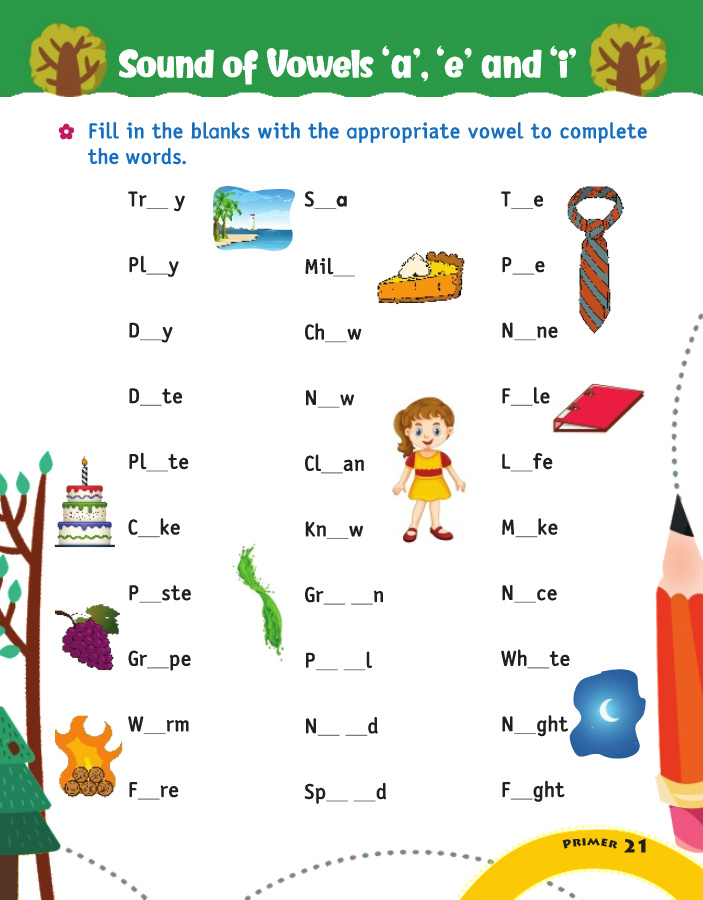 Sound of Vowels ‘a’, ‘e’ and ‘i’
Fill in the blanks with the appropriate vowel to complete
the words.
Tr__ y
Pl__y
D__y
D__te
Pl__te
C__ke
P__ste
Gr__pe
W__rm
F__re
S__a
Mil__
Ch__w
N__w
Cl__an
Kn__w
Gr__ __n
P__ __l
N__ __d
Sp__ __d
T__e
P__e
N__ne
F__le
L__fe
M__ke
N__ce
Wh__te
N__ght
F__ght
PRIMER 21